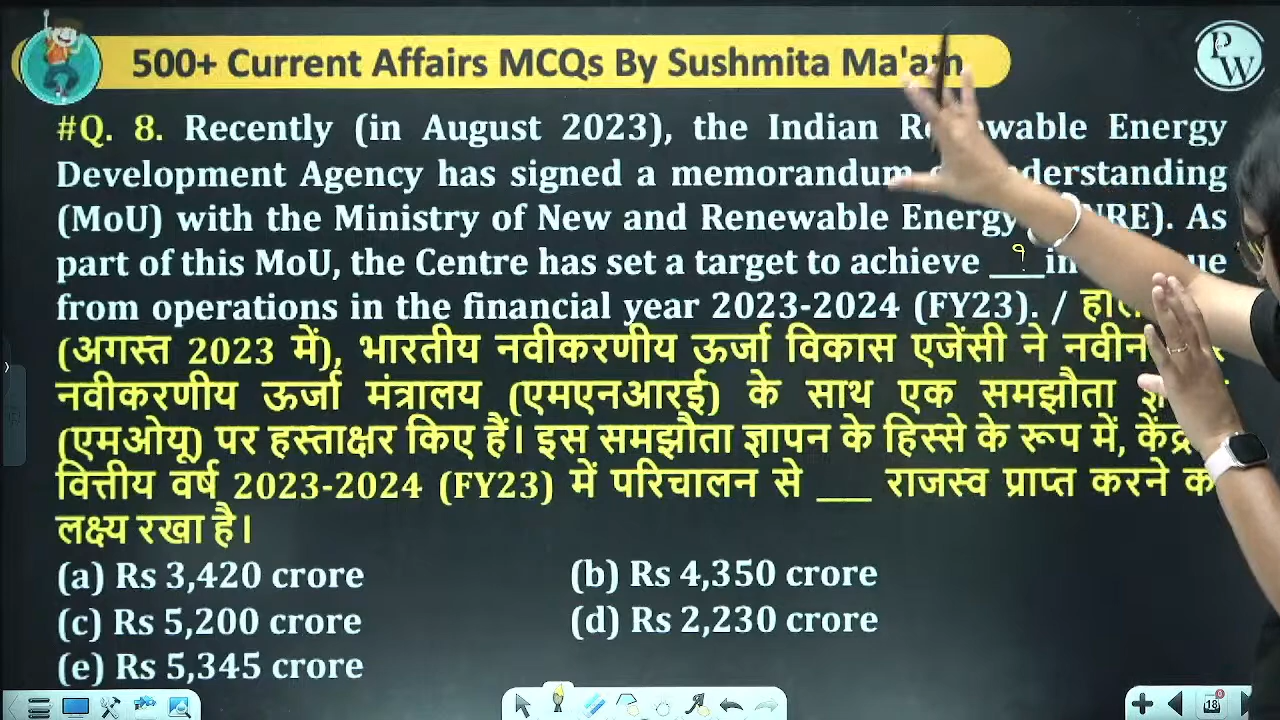 500+ Current Affairs MCQs By Sushmita Ma'am
PW
#Q. 8. Recently (in August 2023), the Indian Energy
Development Agency has signed a memorandum
(MoU) with the Ministry of New and Renewable Energy As
part of this MoU, the Centre has set a target to achieve ___ in
from operations in the financial year 2023-2024 (FY23). /
(अगस्त 2023 में), भारतीय नवीकरणीय ऊर्जा विकास एजेंसी ने
नवीकरणीय ऊर्जा मंत्रालय (एमएनआरई) के साथ एक समझौता
(एमओयू) पर हस्ताक्षर किए हैं। इस समझौता ज्ञापन के हिस्से के रूप में,
वित्तीय वर्ष 2023-2024 (FY23) में परिचालन से ___ राजस्व प्राप्त करने
लक्ष्य रखा है।
(a) Rs 3,420 crore (b) Rs 4,350 crore
(c) Rs 5,200 crore (d) Rs 2,230 crore
(e) Rs 5,345 crore
18